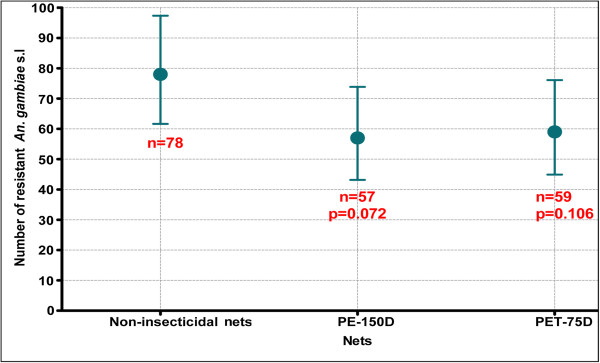 Number of resistant An. gambiae s.l
100
90
80
70
60
50
40
30
20
10
0
n=78
n=57
p=0.072
n=59
p=0.106
Non-insecticidal nets
PE-150D
PET-75D
Nets